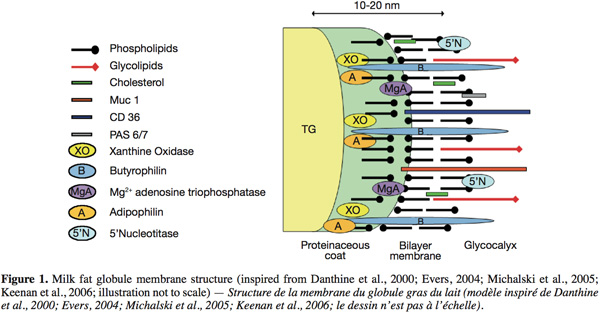 10-20 nm
Phospholipids
Glycolipids
Cholesterol
Muc 1
CD 36
PAS 6/7
XO Xanthine Oxidase
B Butyrophilin
MgA Mg2+ adenosine triophosphatase
A Adipophilin
5'N 5'Nucleotitase
TG
5'N
XO
B
A
MgA
XO
B
A
5'N
MgA
XO
B
A
Proteinaceous coat
Bilayer membrane
Glycocalyx
Figure 1. Milk fat globule membrane structure (inspired from Danthine et al., 2000; Evers, 2004; Michalski et al., 2005;
Keenan et al., 2006; illustration not to scale) — Structure de la membrane du globule gras du lait (modèle inspiré de Danthine
et al., 2000; Evers, 2004; Michalski et al., 2005; Keenan et al., 2006; le dessin n'est pas à l'échelle).